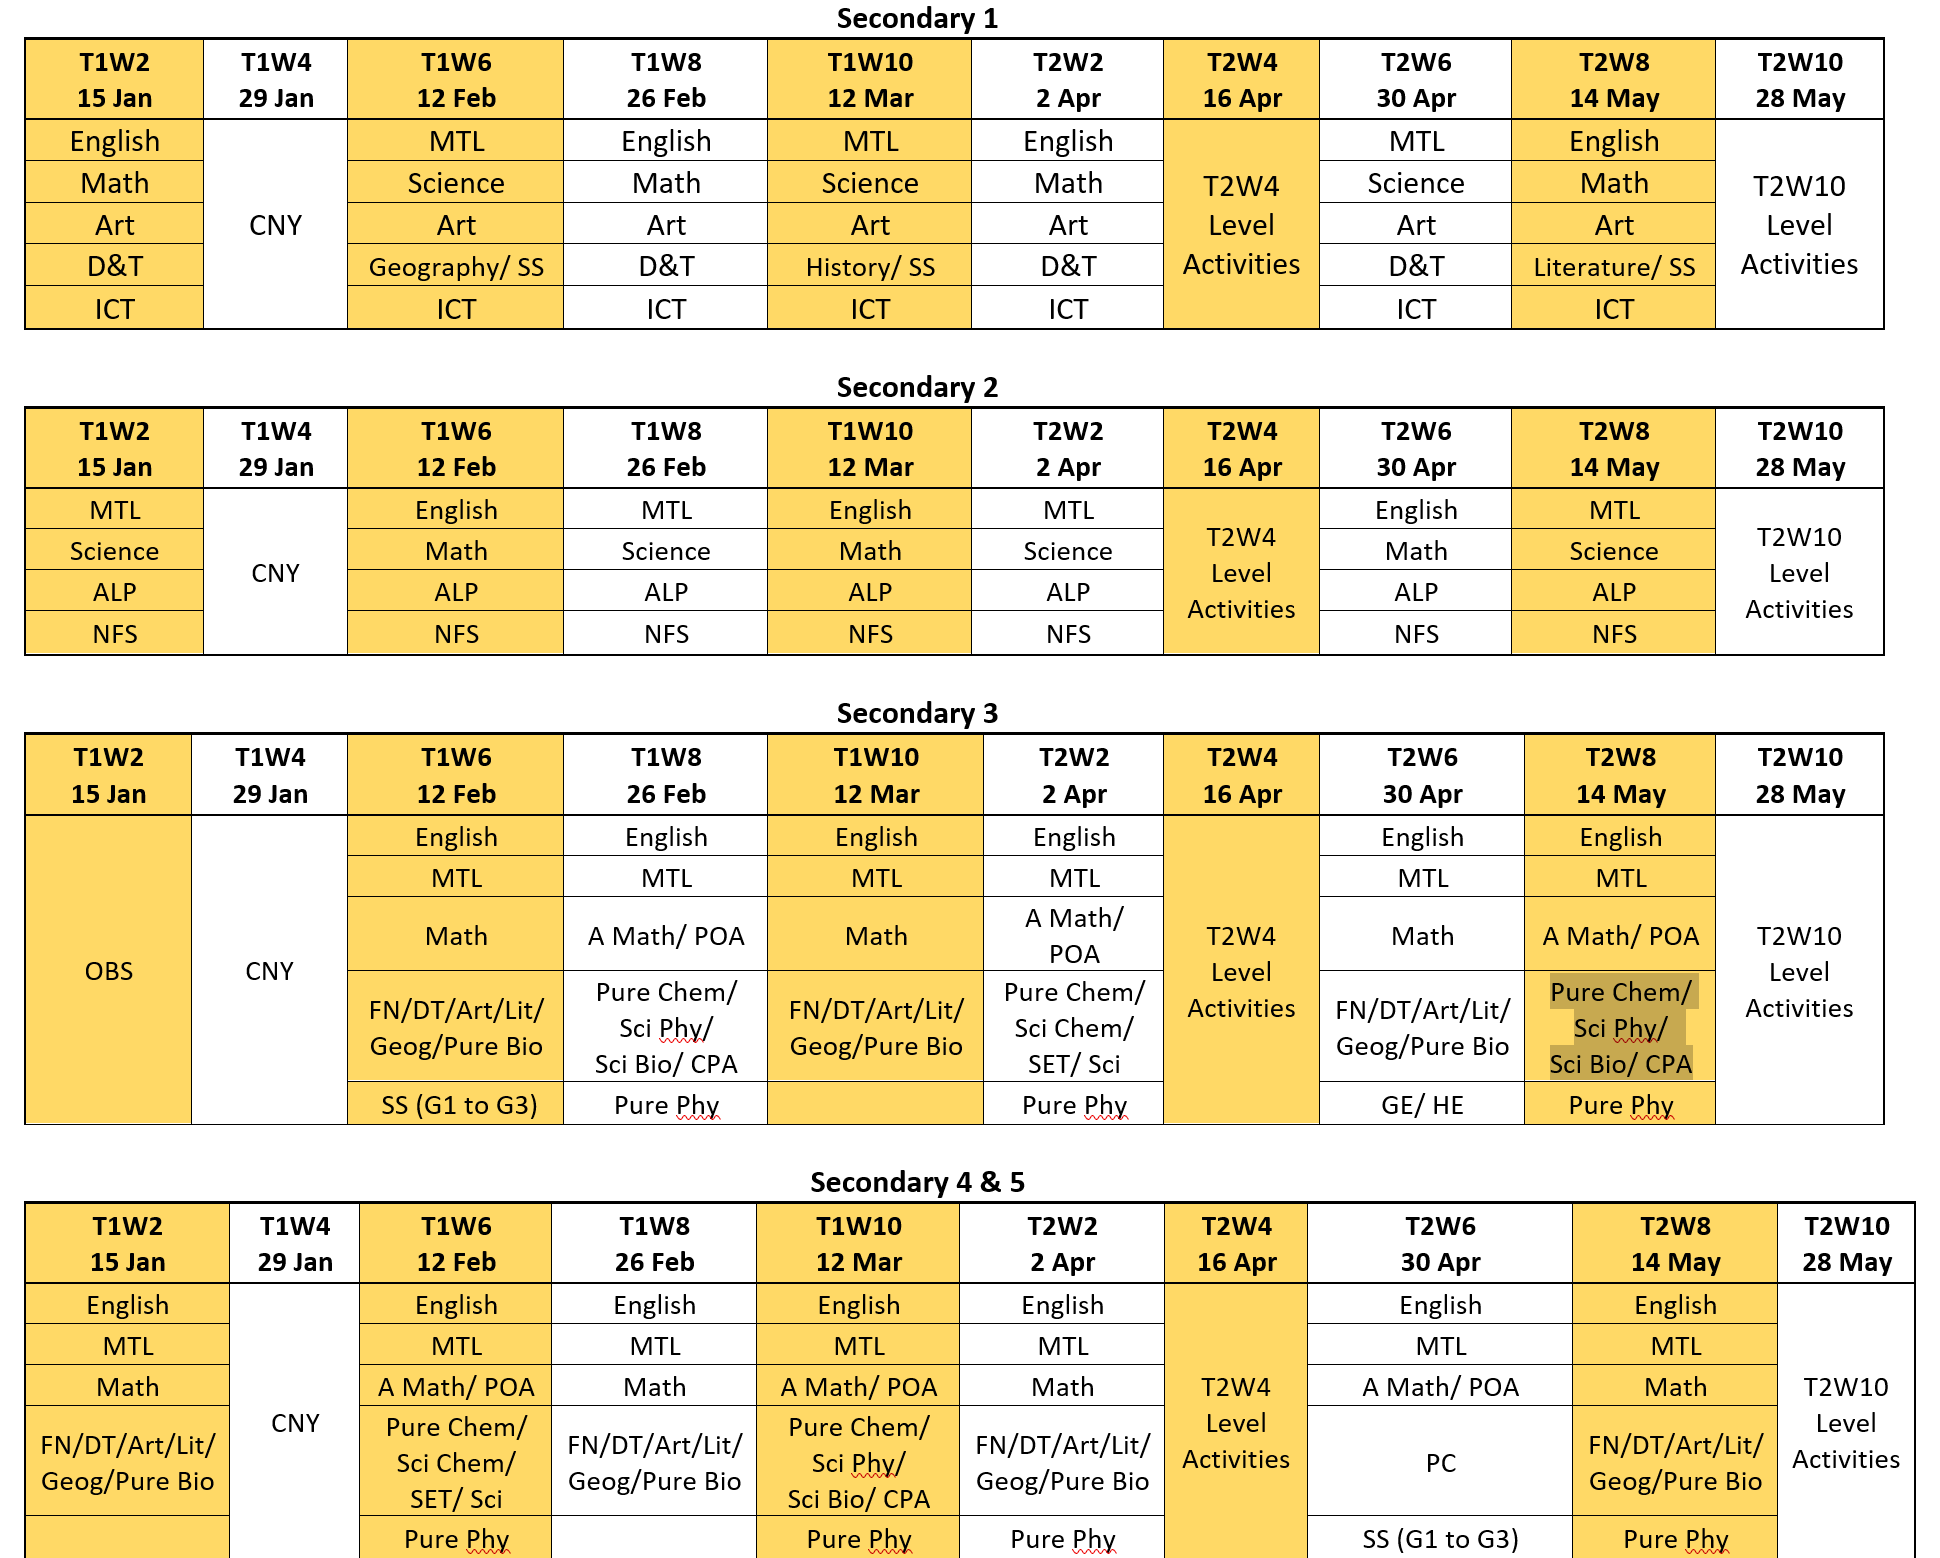 Secondary 1
T1W2 T1W4 T1W6 T1W8 T1W10 T2W2 T2W4 T2W6 T2W8 T2W10
15 Jan 29 Jan 12 Feb 26 Feb 12 Mar 2 Apr 16 Apr 30 Apr 14 May 28 May
English MTL English MTL English MTL English
Math Science Math Science Math T2W4 Science Math T2W10
Art CNY Art Art Art Art Level Art Art Level
D&T Geography/ SS D&T History/ SS D&T Activities D&T Literature/ SS Activities
ICT ICT ICT ICT ICT ICT ICT
Secondary 2
T1W2 T1W4 T1W6 T1W8 T1W10 T2W2 T2W4 T2W6 T2W8 T2W10
15 Jan 29 Jan 12 Feb 26 Feb 12 Mar 2 Apr 16 Apr 30 Apr 14 May 28 May
MTL English MTL English MTL English MTL
Science Math Science Math Science T2W4 Math Science T2W10
CNY Level Level
ALP ALP ALP ALP ALP ALP ALP
Activities Activities
NFS NFS NFS NFS NFS NFS NFS
Secondary 3
T1W2 T1W4 T1W6 T1W8 T1W10 T2W2 T2W4 T2W6 T2W8 T2W10
15 Jan 29 Jan 12 Feb 26 Feb 12 Mar 2 Apr 16 Apr 30 Apr 14 May 28 May
English English English English English English
MTL MTL MTL MTL MTL MTL
A Math/
Math A Math/ POA Math T2W4 Math A Math/ POA T2W10
POA
OBS CNY Level Level
Pure Chem/ Pure Chem/ Pure Chem/
FN/DT/Art/Lit/ FN/DT/Art/Lit/ Activities FN/DT/Art/Lit/ Activities
Sci Phy/ Sci Chem/ Sci Phy/
Geog/Pure Bio Geog/Pure Bio Geog/Pure Bio
Sci Bio/ CPA SET/ Sci Sci Bio/ CPA
SS (G1 to G3) Pure Phy Pure Phy GE/ HE Pure Phy
Secondary 4 & 5
T1W2 T1W4 T1W6 T1W8 T1W10 T2W2 T2W4 T2W6 T2W8 T2W10
15 Jan 29 Jan 12 Feb 26 Feb 12 Mar 2 Apr 16 Apr 30 Apr 14 May 28 May
English English English English English English English
MTL MTL MTL MTL MTL MTL MTL
Math A Math/ POA Math A Math/ POA Math T2W4 A Math/ POA Math T2W10
CNY Pure Chem/ Pure Chem/ Level Level
FN/DT/Art/Lit/ FN/DT/Art/Lit/ FN/DT/Art/Lit/ FN/DT/Art/Lit/
Sci Chem/ Sci Phy/ Activities PC Activities
Geog/Pure Bio Geog/Pure Bio Geog/Pure Bio Geog/Pure Bio
SET/ Sci Sci Bio/ CPA
Pure Phy Pure Phy Pure Phy SS (G1 to G3) Pure Phy